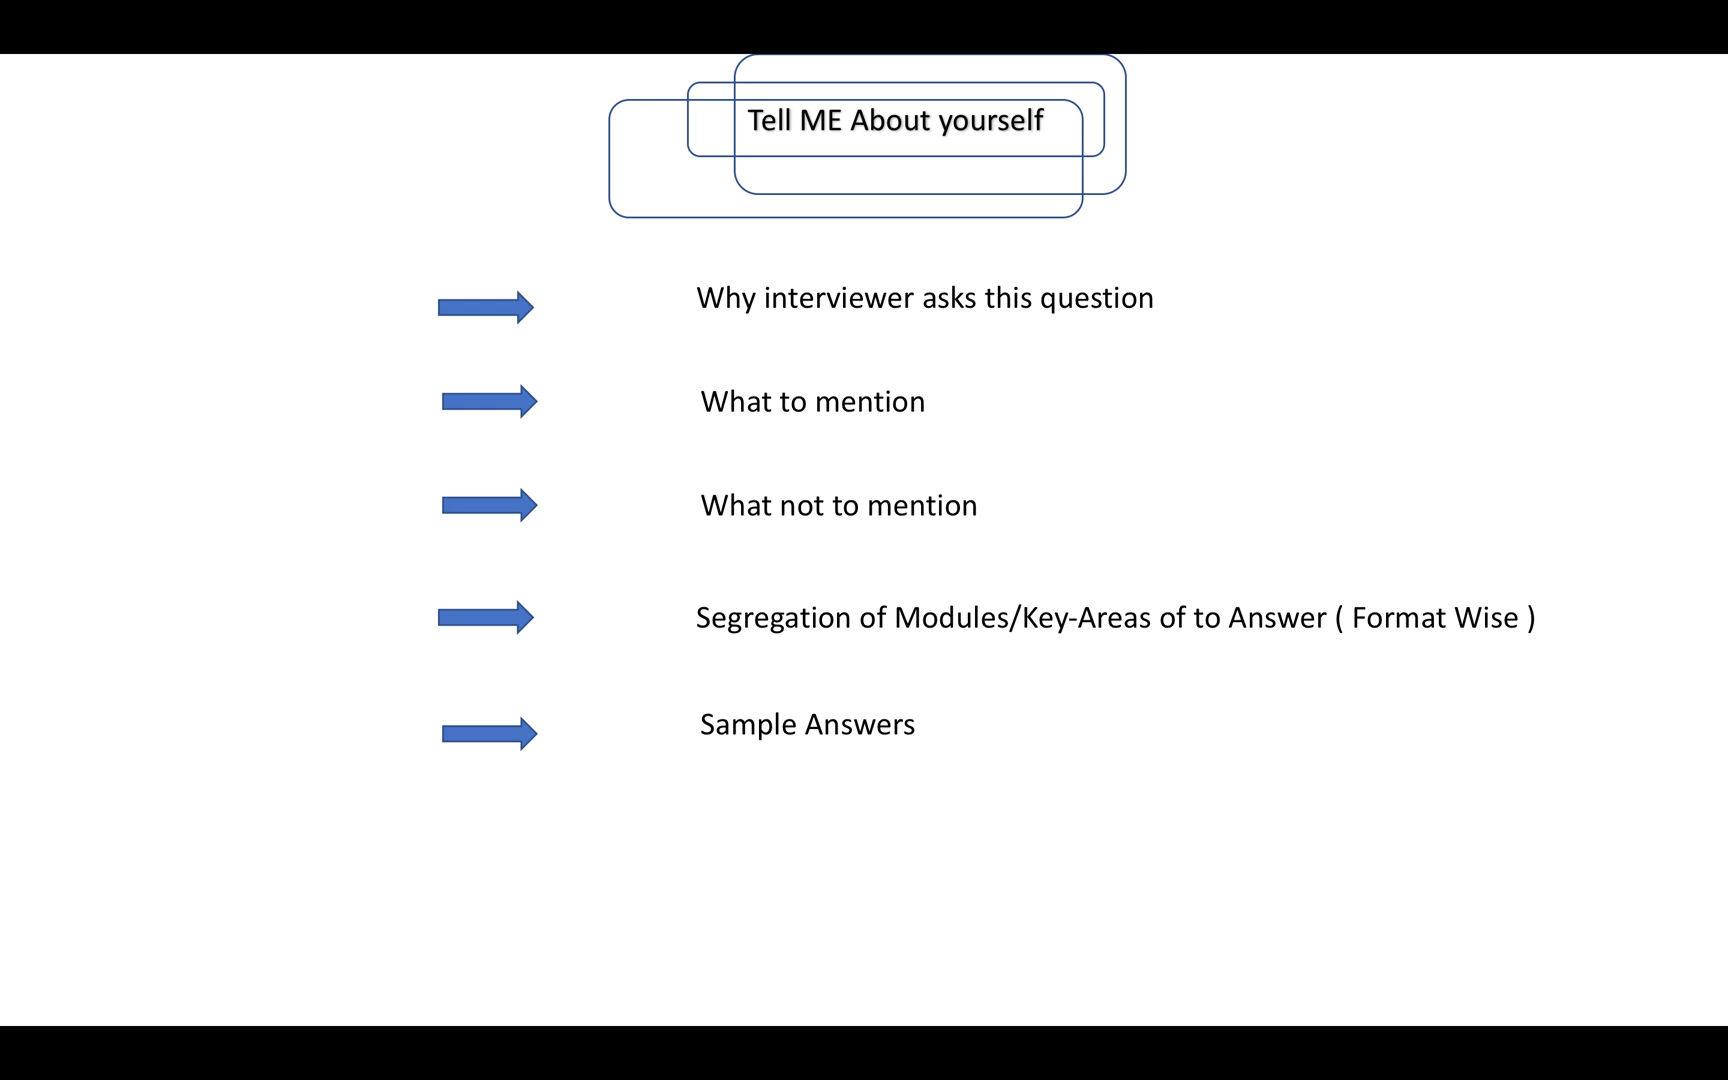 Tell ME About yourself
Why interviewer asks this question
What to mention
What not to mention
Segregation of Modules/Key-Areas of to Answer ( Format Wise )
Sample Answers